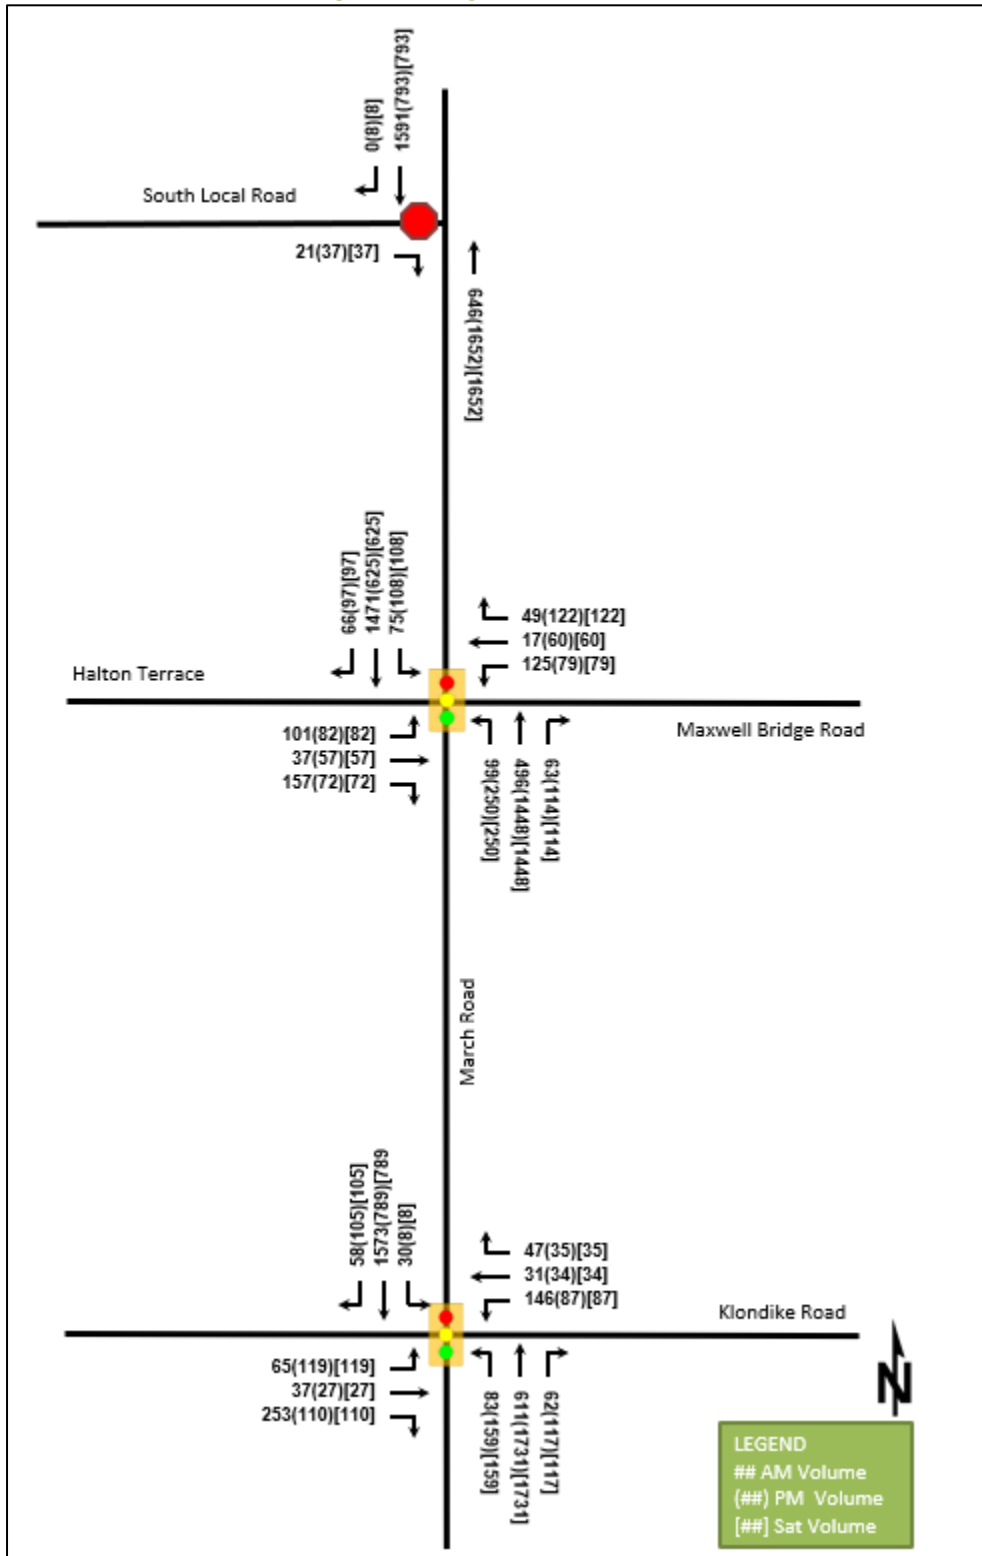 0(8)[8]
1591(793)[793]
South Local Road
21(37)[37]
646(1652)[1652]
66(97)[97]
1471(625)[625]
75(108)[108]
49(122)[122]
17(60)[60]
125(79)[79]
Halton Terrace
Maxwell Bridge Road
101(82)[82]
37(57)[57]
157(72)[72]
99(250)[250]
496(1448)[1448]
63(114)[114]
March Road
58(105)[105]
1573(789)[789
30(8)[8]
47(35)[35]
31(34)[34]
146(87)[87]
Klondike Road
65(119)[119]
37(27)[27]
253(110)[110]
83(159)[159]
611(1731)[1731]
62(117)[117]
N
LEGEND
## AM Volume
(##) PM Volume
[##] Sat Volume